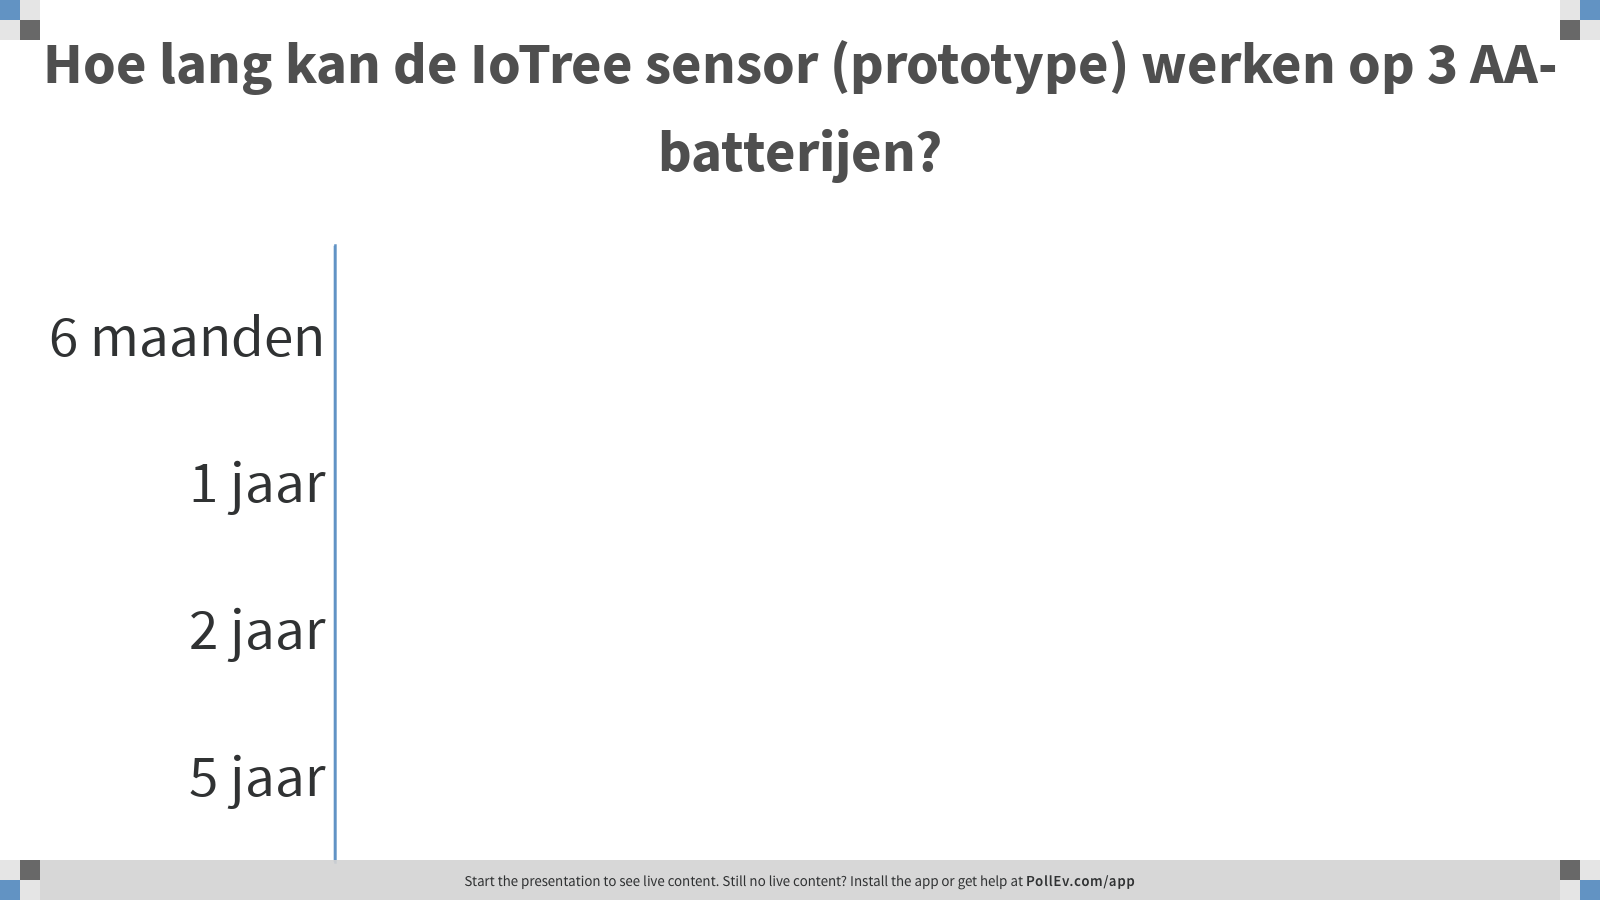 Hoe lang kan de IoTree sensor (prototype) werken op 3 AA-
batterijen?
6 maanden
1 jaar
2 jaar
5 jaar
Start the presentation to see live content. Still no live content? Install the app or get help at PollEv.com/app